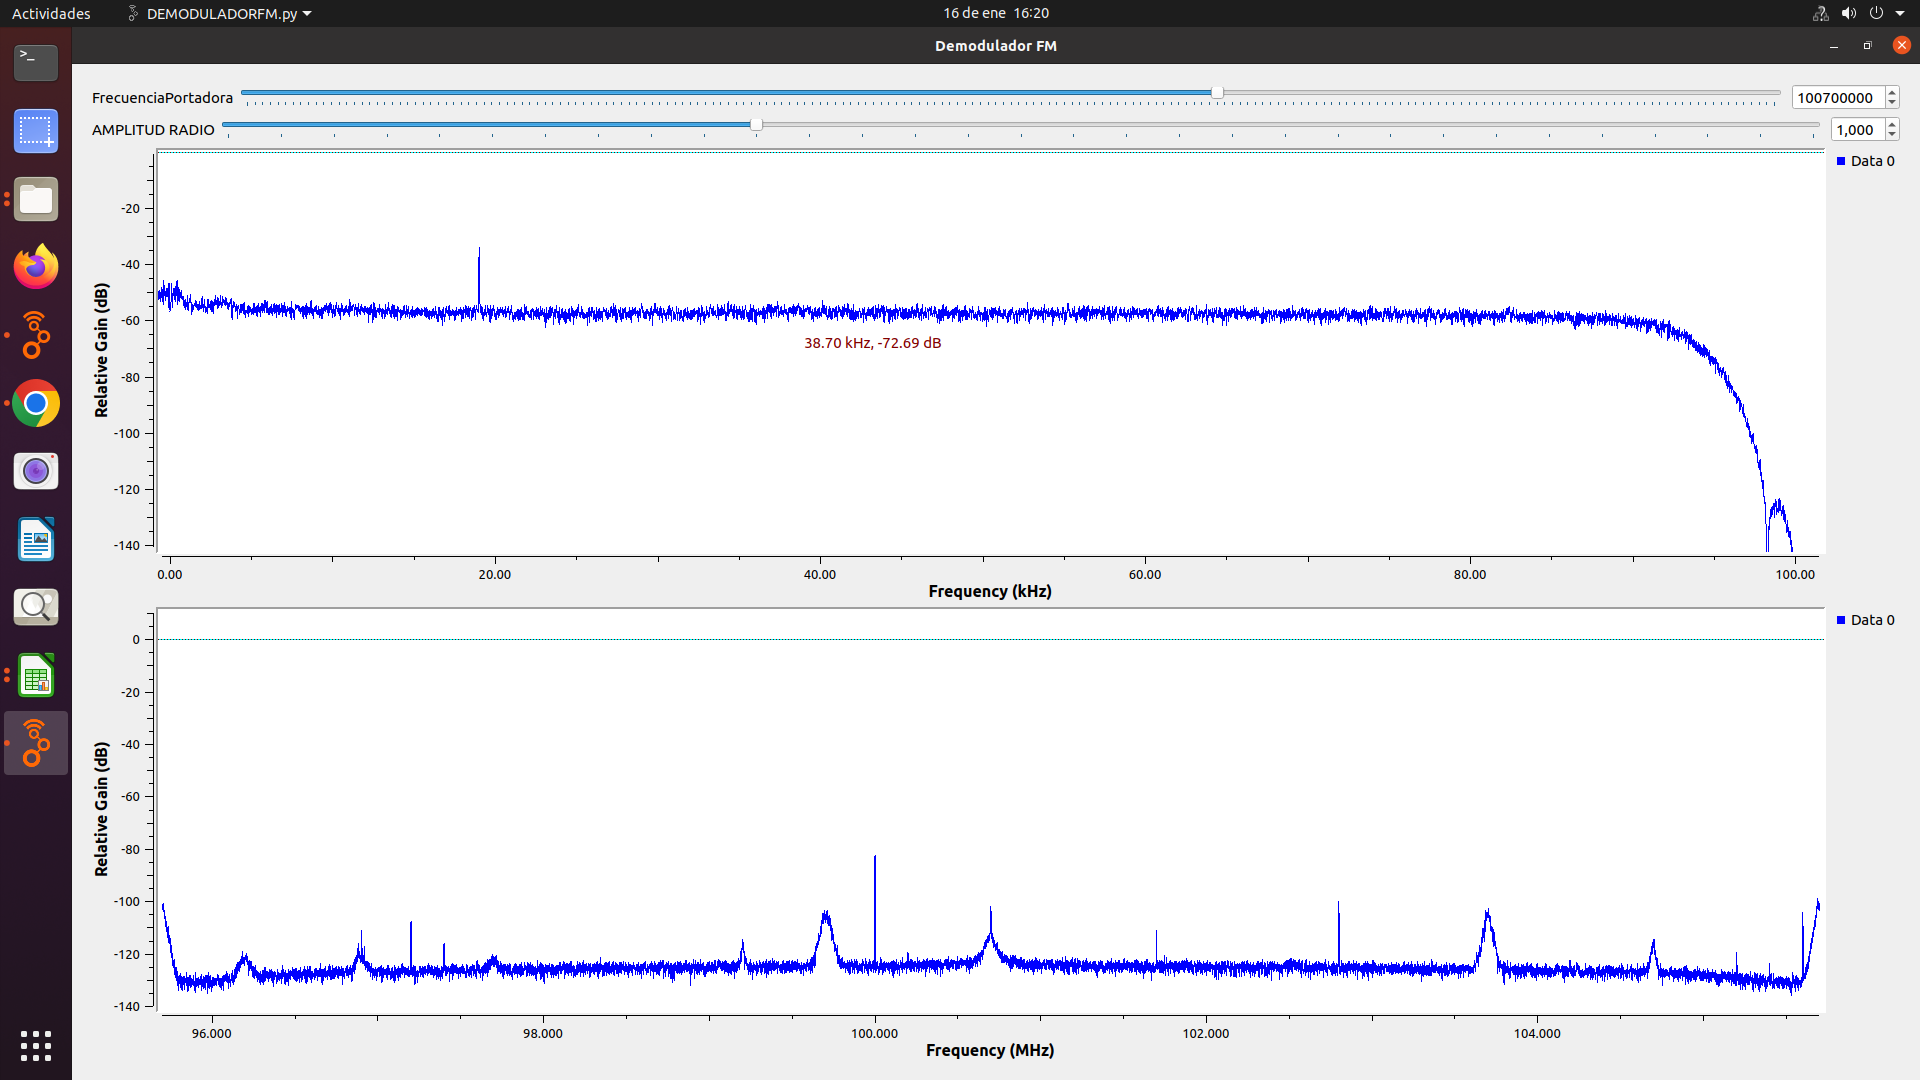 Actividades DEMODULADORFM.py 16 de ene 16:20
Demodulador FM
FrecuenciaPortadora 100700000
AMPLITUD RADIO 1,000
Data 0
-20
-40
-60
-80
-100
-120
-140
Relative Gain (dB)
38.70 kHz, -72.69 dB
0.00 20.00 40.00 60.00 80.00 100.00
Frequency (kHz)
Data 0
0
-20
-40
-60
-80
-100
-120
-140
Relative Gain (dB)
96.000 98.000 100.000 102.000 104.000
Frequency (MHz)